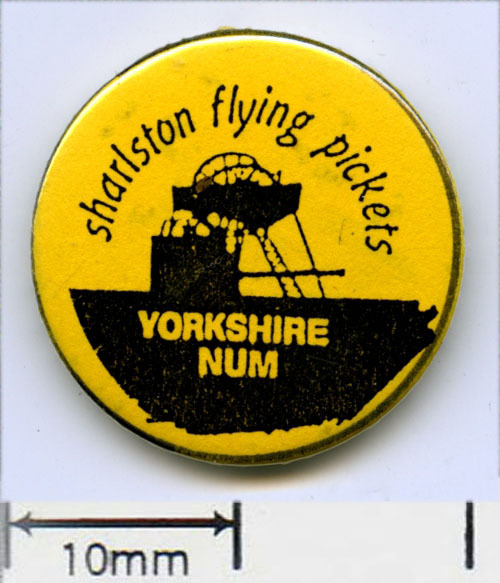 sharlston flying pickets
YORKSHIRE
NUM
10mm